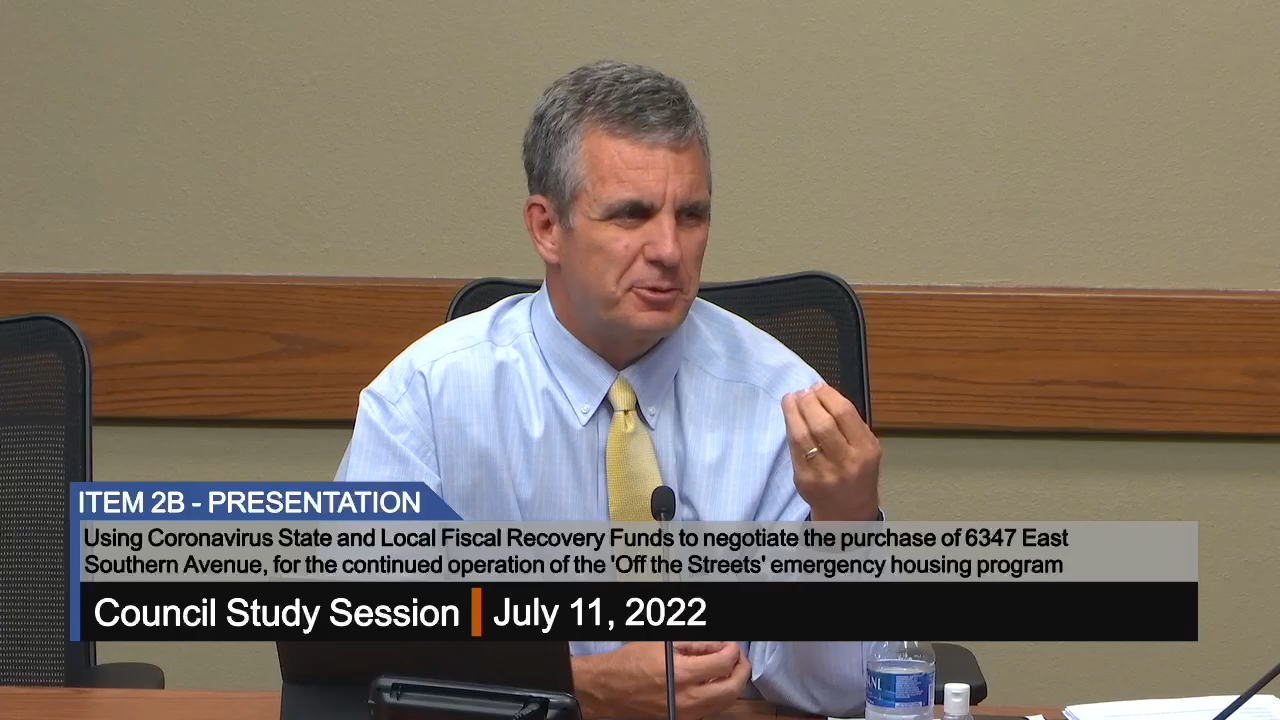 ITEM 2B - PRESENTATION
Using Coronavirus State and Local Fiscal Recovery Funds to negotiate the purchase of 6347 East
Southern Avenue, for the continued operation of the 'Off the Streets' emergency housing program
Council Study Session | July 11, 2022